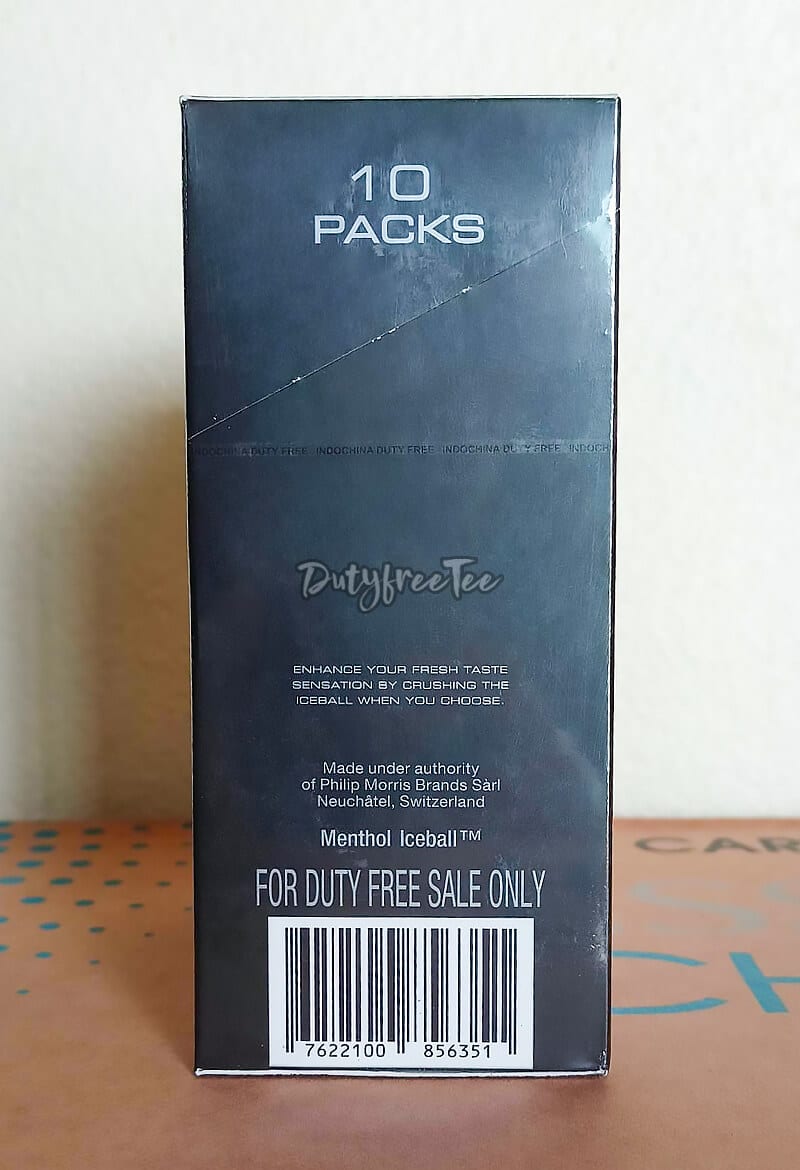 10
PACKS
INDOCHINA DUTY FREE INDOCHINA DUTY FREE INDOCHINA DUTY FREE
DutyfreeTee
ENHANCE YOUR FRESH TASTE
SENSATION BY CRUSHING THE
ICEBALL WHEN YOU CHOOSE.
Made under authority
of Philip Morris Brands Sàrl
Neuchâtel, Switzerland
Menthol Iceball™
FOR DUTY FREE SALE ONLY
7622100 856351
CAR
CH